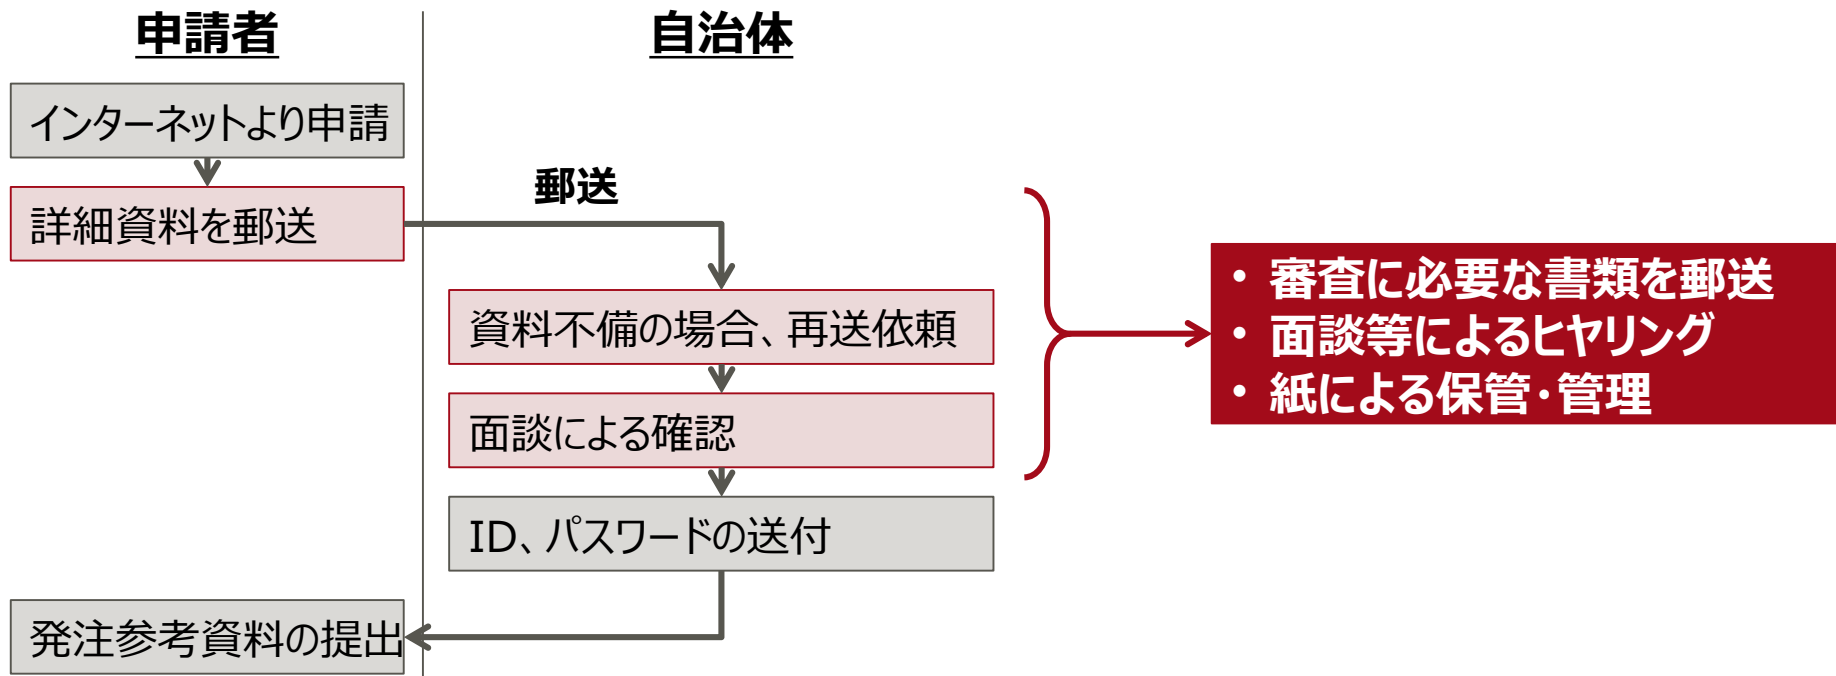 申請者
自治体
インターネットより申請
詳細資料を郵送
郵送
資料不備の場合、再送依頼
面談による確認
ID、パスワードの送付
発注参考資料の提出
• 審査に必要な書類を郵送
• 面談等によるヒヤリング
• 紙による保管・管理